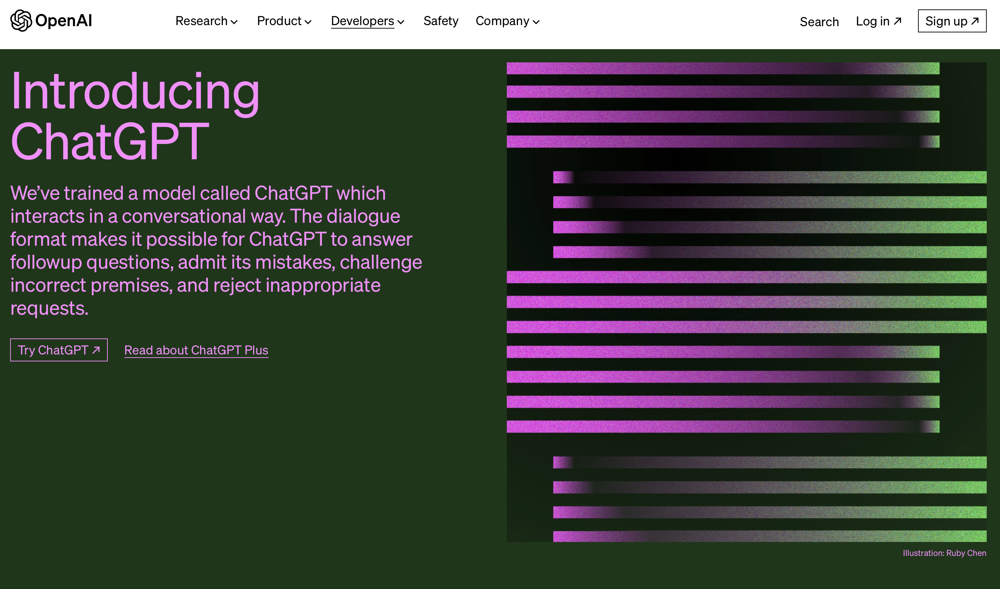 OpenAI
Research
Product
Developers
Safety
Company
Search
Log in ↗
Sign up ↗
Introducing
ChatGPT
We’ve trained a model called ChatGPT which
interacts in a conversational way. The dialogue
format makes it possible for ChatGPT to answer
followup questions, admit its mistakes, challenge
incorrect premises, and reject inappropriate
requests.
Try ChatGPT ↗
Read about ChatGPT Plus
Illustration: Ruby Chen